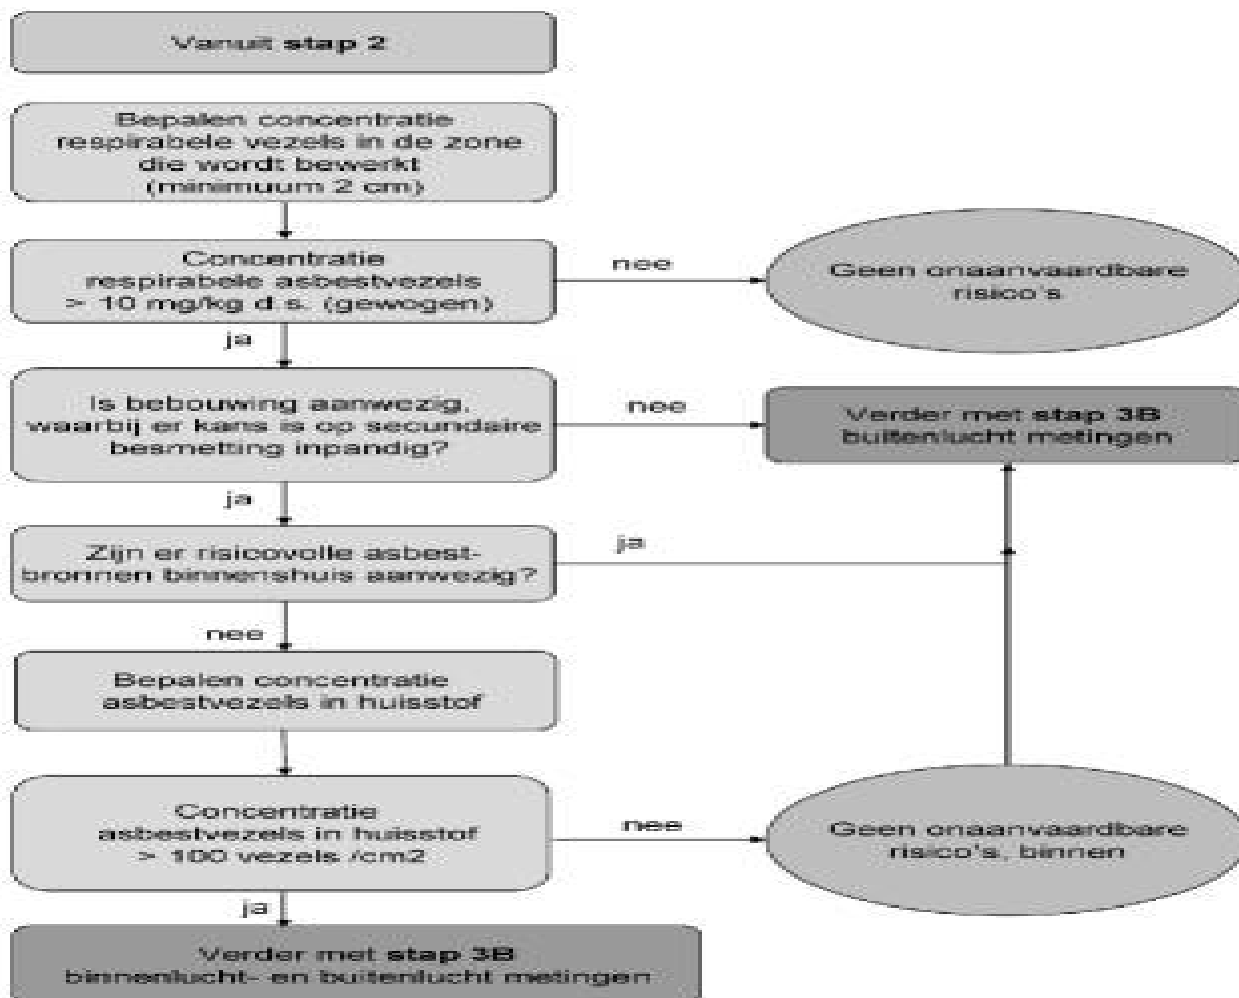 Vanuit stap 2
Bepalen concentratie
respirabele vezels in de zone
die wordt bewerkt
(minimuum 2 cm)
Concentratie
respirabele asbestvezels
> 10 mg/kg d.s. (gewogen)
nee
Geen onaanvaardbare
risico's
ja
Is bebouwing aanwezig,
waarbij er kans is op secundaire
besmetting inpandig?
nee
Verder met stap 3B
buitenlucht metingen
ja
Zijn er risicovolle asbest-
bronnen binnenshuis aanwezig?
ja
nee
Bepalen concentratie
asbestvezels in huisstof
Concentratie
asbestvezels in huisstof
> 100 vezels /cm2
nee
Geen onaanvaardbare
risico's, binnen
ja
Verder met stap 3B
binnenlucht- en buitenlucht metingen